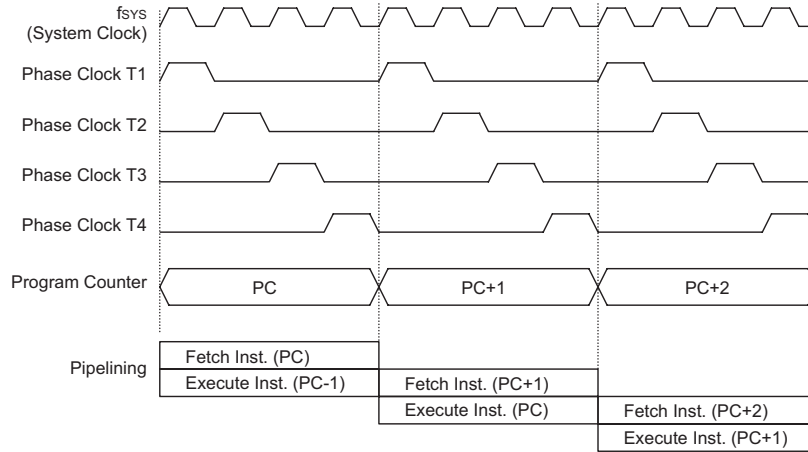 fSYS
(System Clock)
Phase Clock T1
Phase Clock T2
Phase Clock T3
Phase Clock T4
Program Counter
PC
PC+1
PC+2
Pipelining
Fetch Inst. (PC)
Execute Inst. (PC-1)
Fetch Inst. (PC+1)
Execute Inst. (PC)
Fetch Inst. (PC+2)
Execute Inst. (PC+1)